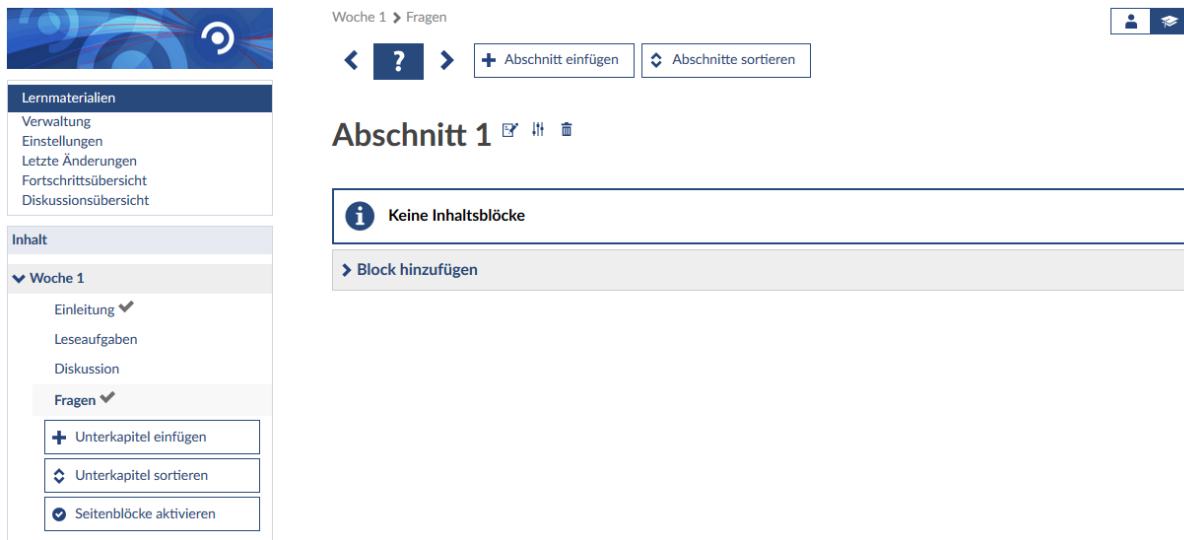 Woche 1 > Fragen
? Abschnitt einfügen Abschnitte sortieren
Abschnitt 1
Keine Inhaltsblöcke
Block hinzufügen
Lernmaterialien
Verwaltung
Einstellungen
Letzte Änderungen
Fortschrittsübersicht
Diskussionsübersicht
Inhalt
Woche 1
Einleitung
Leseaufgaben
Diskussion
Fragen
Unterkapitel einfügen
Unterkapitel sortieren
Seitenblöcke aktivieren